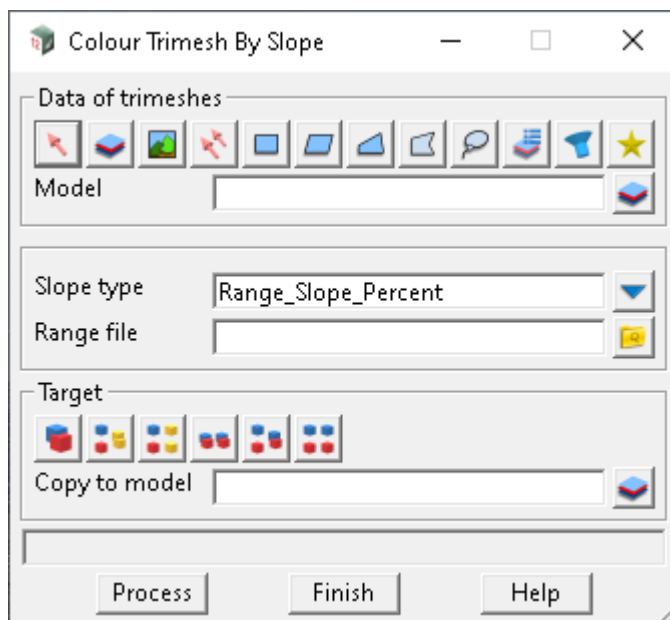 Colour Trimesh By Slope
Data of trimeshes
Model
Slope type Range_Slope_Percent
Range file
Target
Copy to model
Process Finish Help